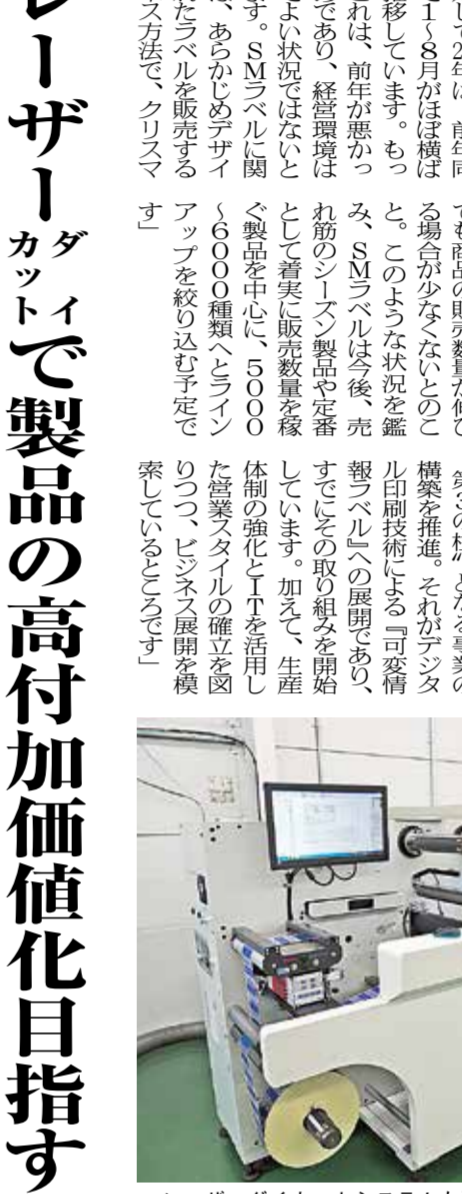 レーザーダイカットで製品の高付加価値化目指す
1～8月がほぼ横ば
移しています。もっ
れは、前年が悪かっ
であり、経営環境は
よい状況ではないと
す。SMラベルに関
、あらかじめデザイ
たラベルを販売する
ス方法で、クリスマ
でも商品の販売数量が伸び
る場合が少なくないとのこ
と。このような状況を鑑
み、SMラベルは今後、売
れ筋のシーズン製品や定番
として着実に販売数量を稼
ぐ製品を中心に、5000
～6000種類へとライン
アップを絞り込む予定で
す」
第3の柱〟となる事業の
構築を推進。それがデジタ
ル印刷技術による『可変情
報ラベル』への展開であり、
すでにその取り組みを開始
しています。加えて、生産
体制の強化とITを活用し
た営業スタイルの確立を図
りつつ、ビジネス展開を模
索しているところです」